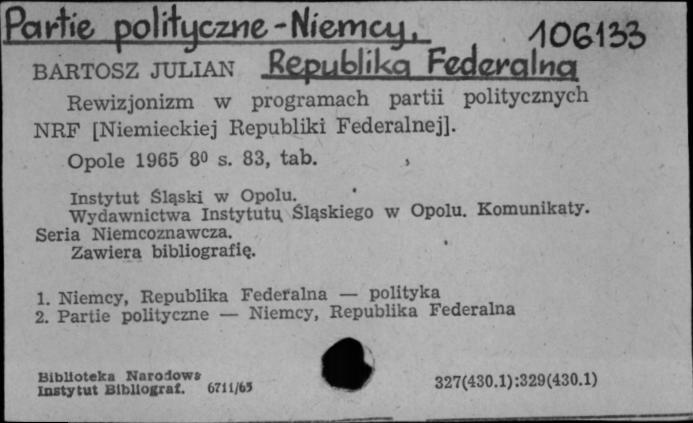 Partie polityczne - Niemcy, 106133
BARTOSZ JULIAN Republika Federalna
Rewizjonizm w programach partii politycznych
NRF [Niemieckiej Republiki Federalnej].
Opole 1965 8⁰ s. 83, tab.
Instytut Śląski w Opolu.
Wydawnictwa Instytutu Śląskiego w Opolu. Komunikaty.
Seria Niemcoznawcza.
Zawiera bibliografię.
1. Niemcy, Republika Federalna — polityka
2. Partie polityczne — Niemcy, Republika Federalna
Biblioteka Narodowa
Instytut Bibliograf. 6711/65 327(430.1):329(430.1)